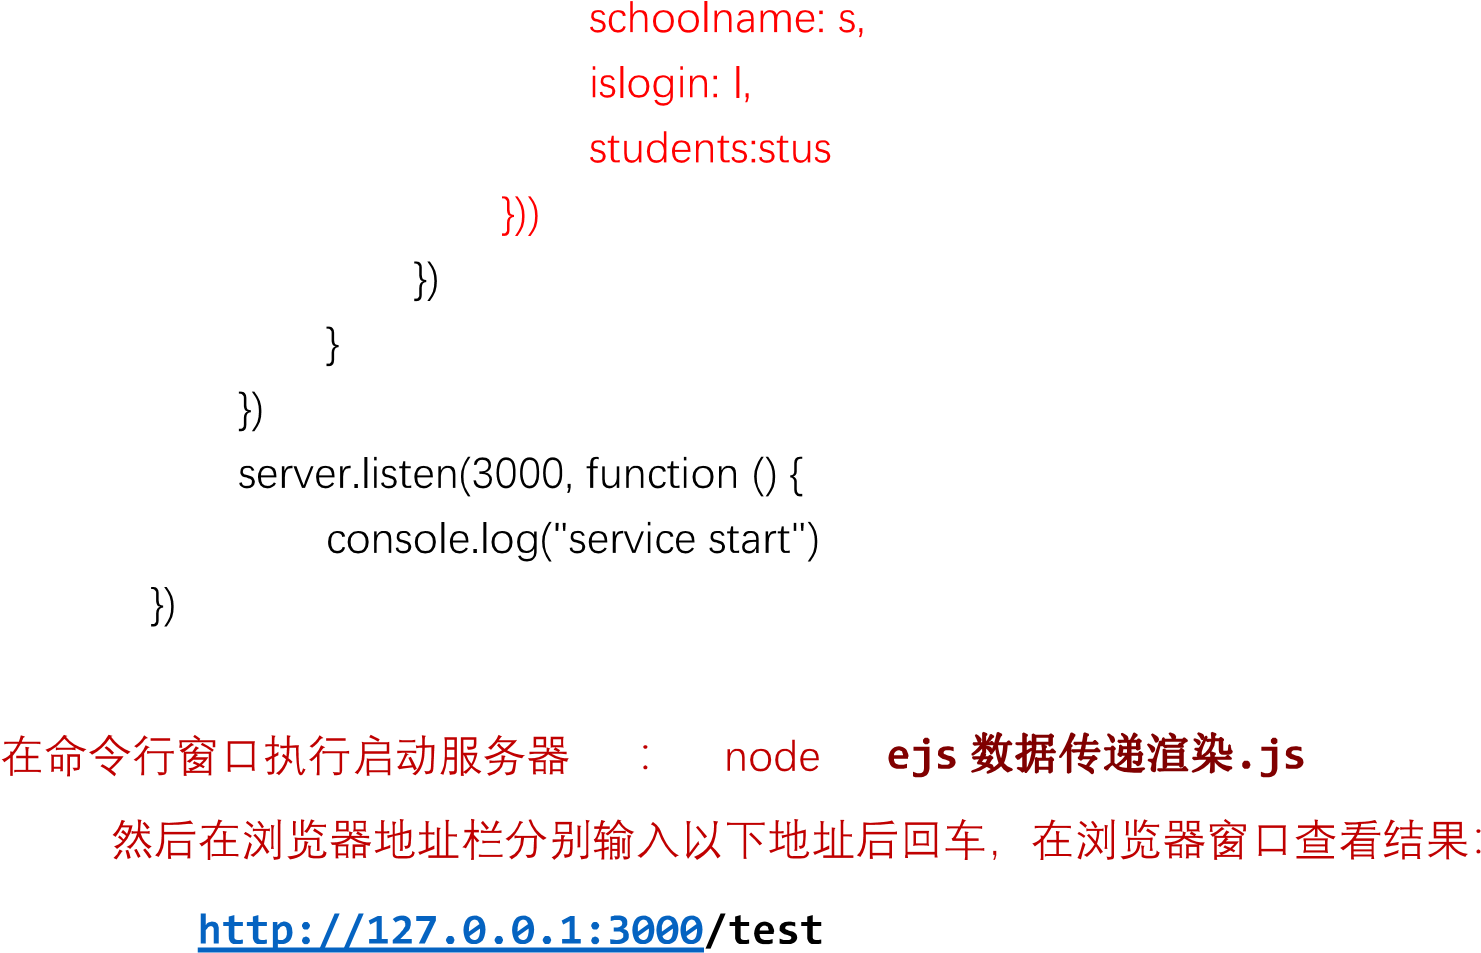 schoolname: s,
islogin: l,
students:stus
}))
})
}
})
server.listen(3000, function () {
console.log("service start")
})
在命令行窗口执行启动服务器 : node ejs 数据传递渲染.js
然后在浏览器地址栏分别输入以下地址后回车, 在浏览器窗口查看结果:
http://127.0.0.1:3000/test